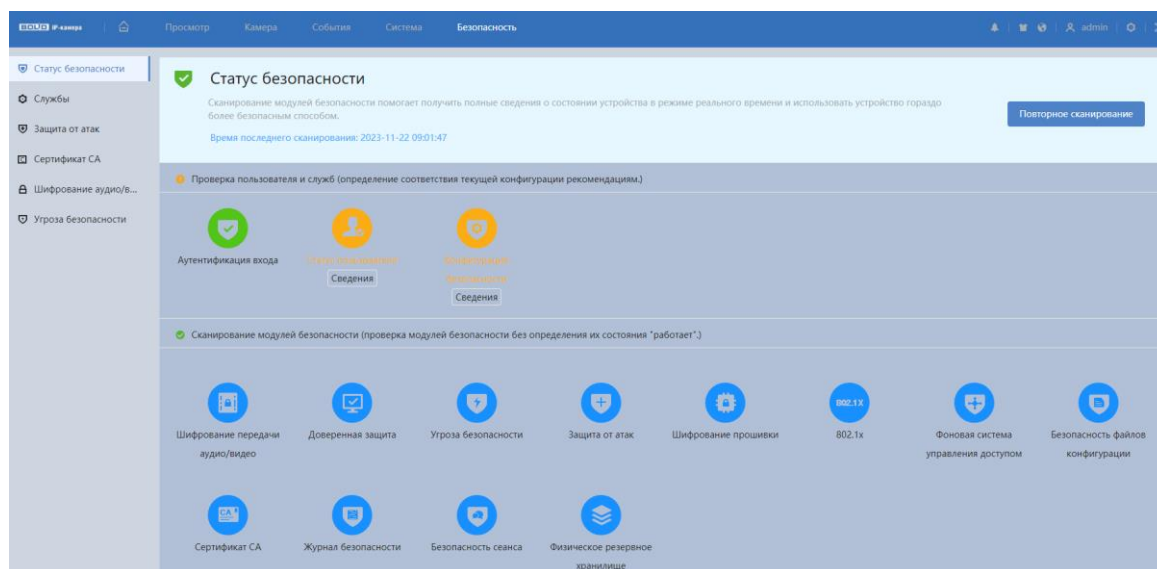 BOLID IP-камера
Просмотр
Камера
События
Система
Безопасность
admin
Статус безопасности
Службы
Защита от атак
Сертификат CA
Шифрование аудио/в...
Угроза безопасности
Статус безопасности
Сканирование модулей безопасности помогает получить полные сведения о состоянии устройства в режиме реального времени и использовать устройство гораздо
более безопасным способом.
Время последнего сканирования: 2023-11-22 09:01:47
Повторное сканирование
Проверка пользователя и служб (определение соответствия текущей конфигурации рекомендациям.)
Аутентификация входа
Сведения
Сведения
Сканирование модулей безопасности (проверка модулей безопасности без определения их состояния "работает".)
802.1X
Шифрование передачи
аудио/видео
Доверенная защита
Угроза безопасности
Защита от атак
Шифрование прошивки
802.1x
Фоновая система
управления доступом
Безопасность файлов
конфигурации
CA
Сертификат CA
Журнал безопасности
Безопасность сеанса
Физическое резервное
хранилище